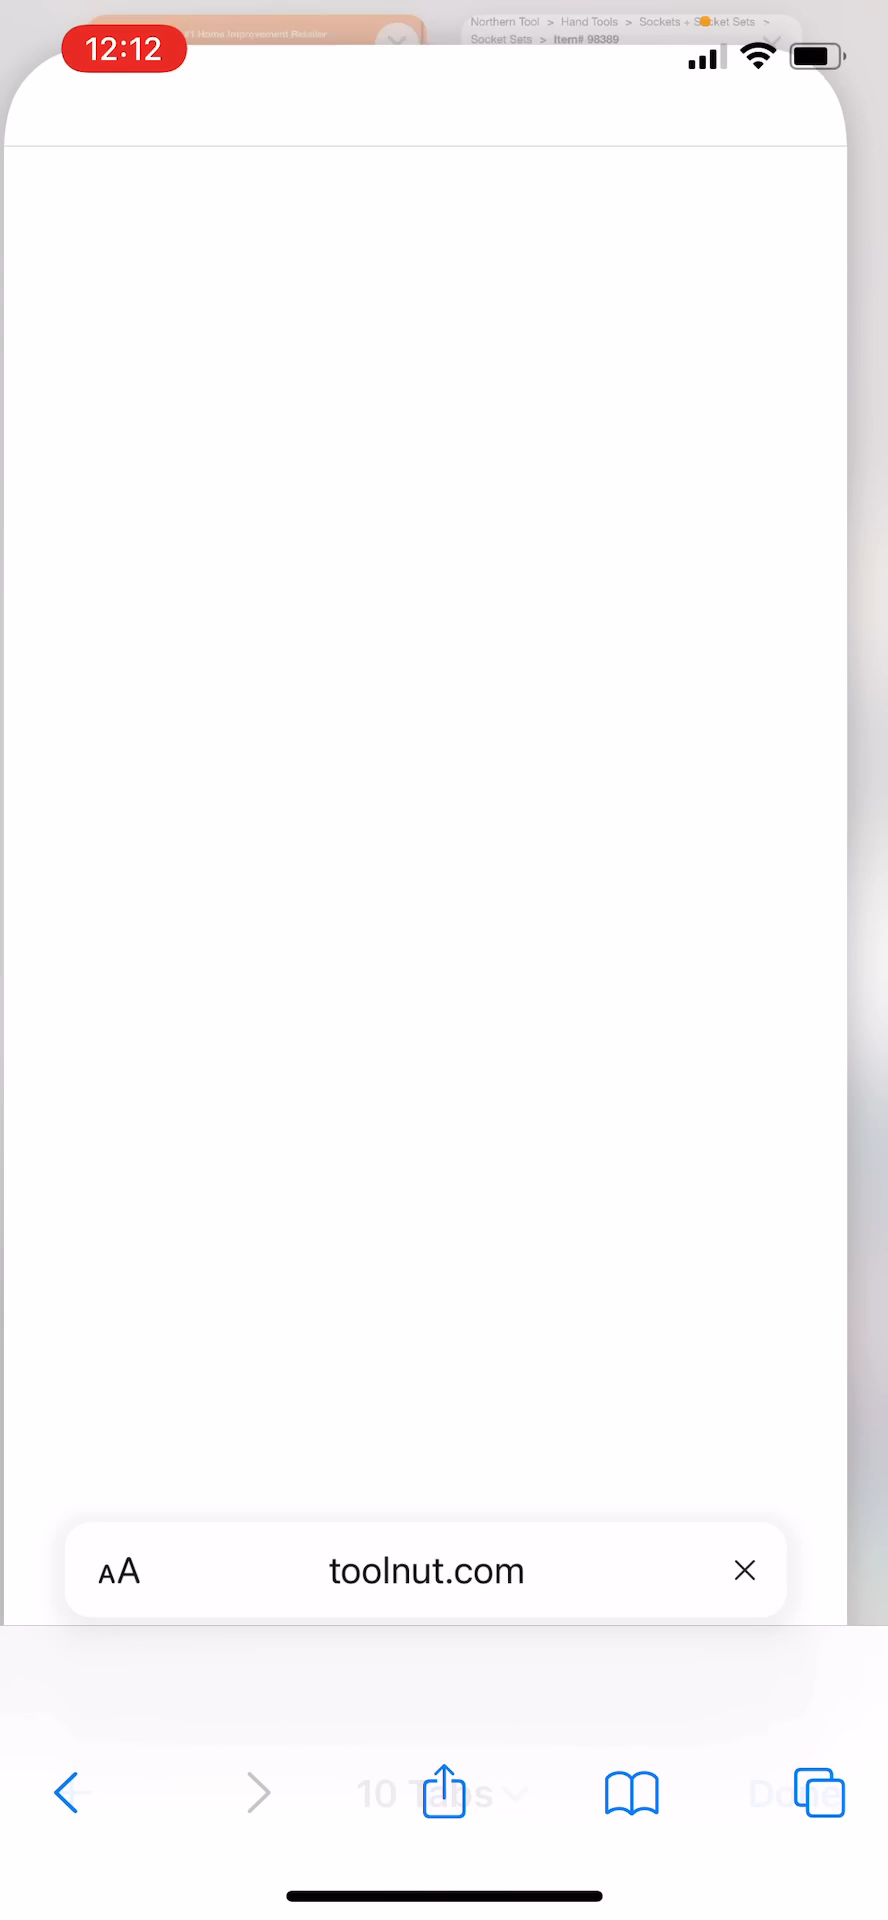 #1 Home Improvement Retailer
Northern Tool > Hand Tools > Sockets + Socket Sets >
Socket Sets > Item# 98389
12:12
AA toolnut.com
10 Tabs
Done